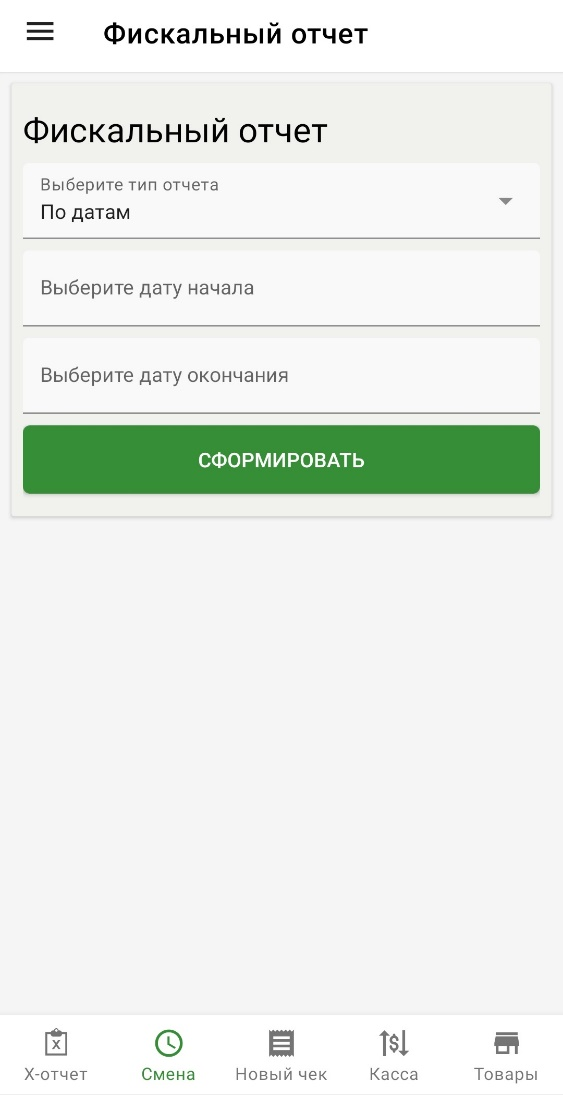 Фискальный отчет
Фискальный отчет
Выберите тип отчета
По датам
Выберите дату начала
Выберите дату окончания
СФОРМИРОВАТЬ
X
$
X-отчет
Смена
Новый чек
Касса
Товары